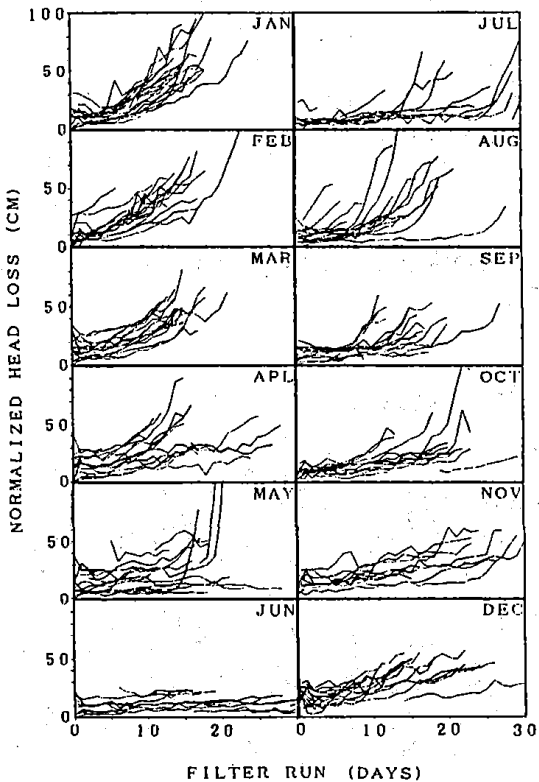 100
JAN
JUL
50
0
FEB
AUG
50
0
MAR
SEP
50
0
APL
OCT
50
0
MAY
NOV
50
0
JUN
DEC
50
0
0 10 20 0 10 20 30
NORMALIZED HEAD LOSS (CM)
FILTER RUN (DAYS)